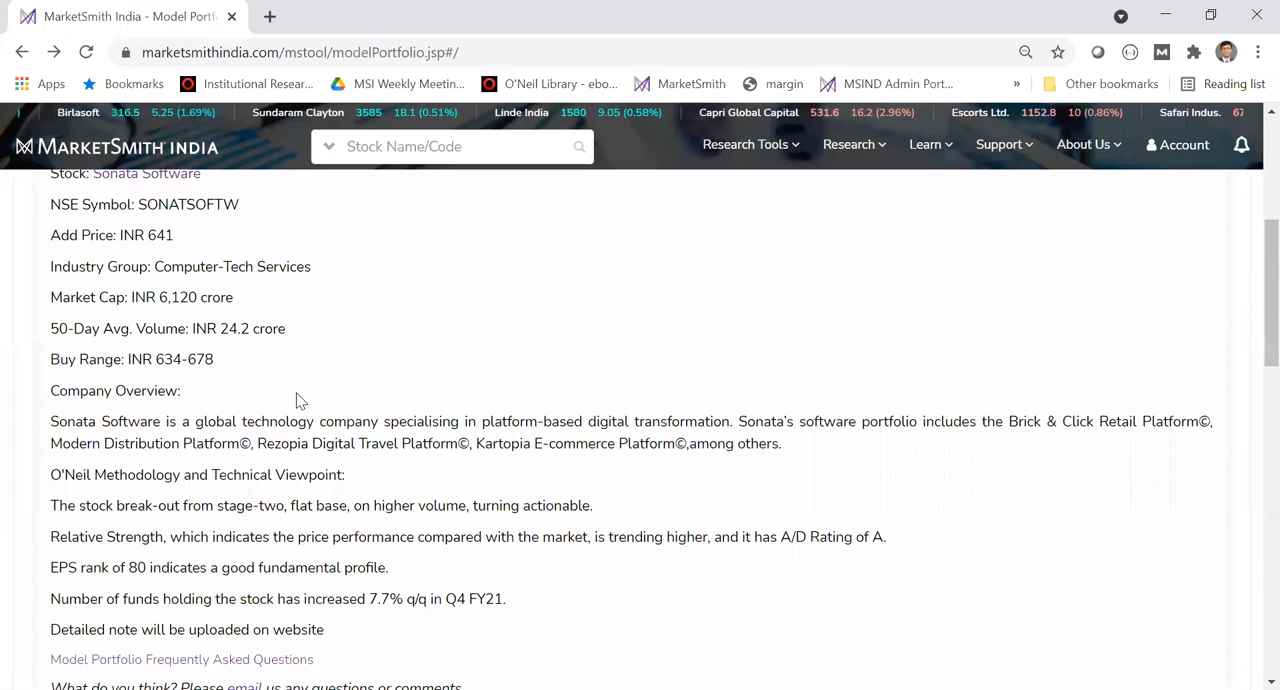 MarketSmith India - Model Portf
marketsmithindia.com/mstool/modelPortfolio.jsp#/
Apps Bookmarks Institutional Resear... MSI Weekly Meetin... O'Neil Library - ebo... MarketSmith margin MSIND Admin Port... » Other bookmarks Reading list
Birlasoft 316.5 5.25 (1.69%) Sundaram Clayton 3585 18.1 (0.51%) Linde India 1580 9.05 (0.58%) Capri Global Capital 531.6 16.2 (2.96%) Escorts Ltd. 1152.8 10 (0.86%) Safari Indus. 67
MARKETSMITH INDIA Stock Name/Code Research Tools Research Learn Support About Us Account
Stock: Sonata Software
NSE Symbol: SONATSOFTW
Add Price: INR 641
Industry Group: Computer-Tech Services
Market Cap: INR 6,120 crore
50-Day Avg. Volume: INR 24.2 crore
Buy Range: INR 634-678
Company Overview:
Sonata Software is a global technology company specialising in platform-based digital transformation. Sonata's software portfolio includes the Brick & Click Retail Platform©,
Modern Distribution Platform©, Rezopia Digital Travel Platform©, Kartopia E-commerce Platform©,among others.
O'Neil Methodology and Technical Viewpoint:
The stock break-out from stage-two, flat base, on higher volume, turning actionable.
Relative Strength, which indicates the price performance compared with the market, is trending higher, and it has A/D Rating of A.
EPS rank of 80 indicates a good fundamental profile.
Number of funds holding the stock has increased 7.7% q/q in Q4 FY21.
Detailed note will be uploaded on website
Model Portfolio Frequently Asked Questions
What do you think? Please email us any questions or comments